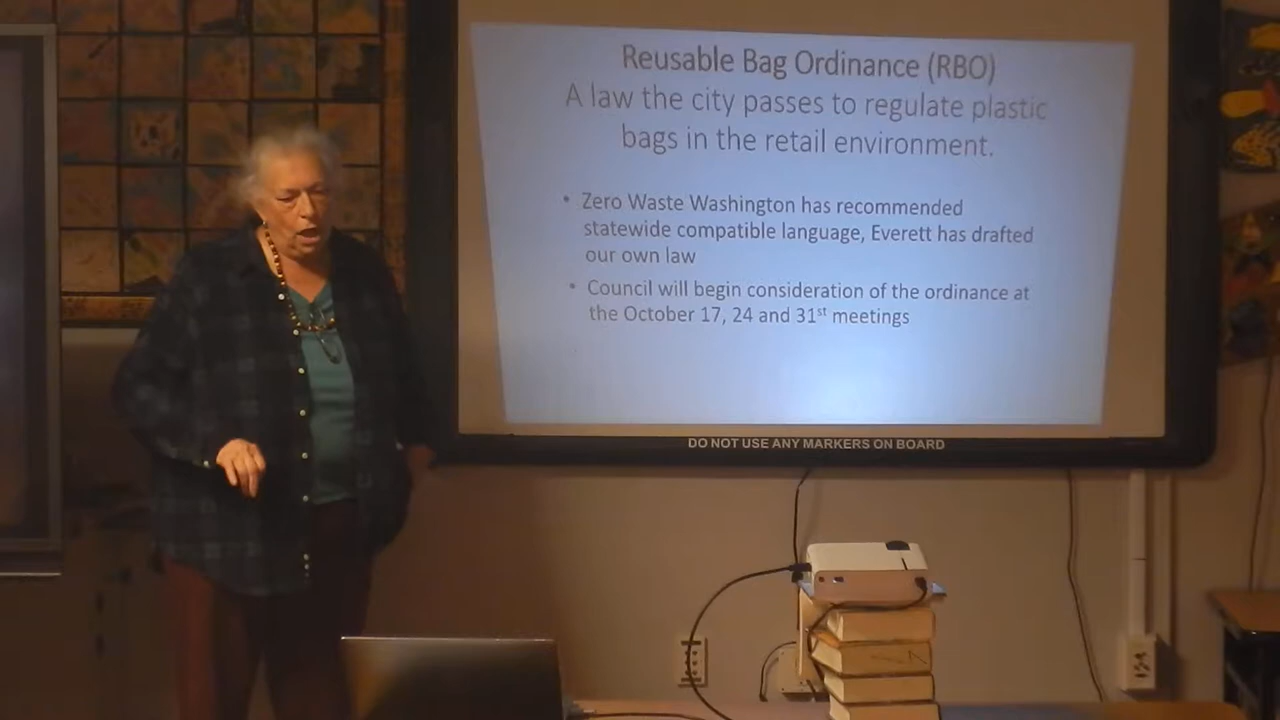 Reusable Bag Ordinance (RBO)
A law the city passes to regulate plastic
bags in the retail environment.
• Zero Waste Washington has recommended
statewide compatible language, Everett has drafted
our own law
• Council will begin consideration of the ordinance at
the October 17, 24 and 31st meetings
DO NOT USE ANY MARKERS ON BOARD